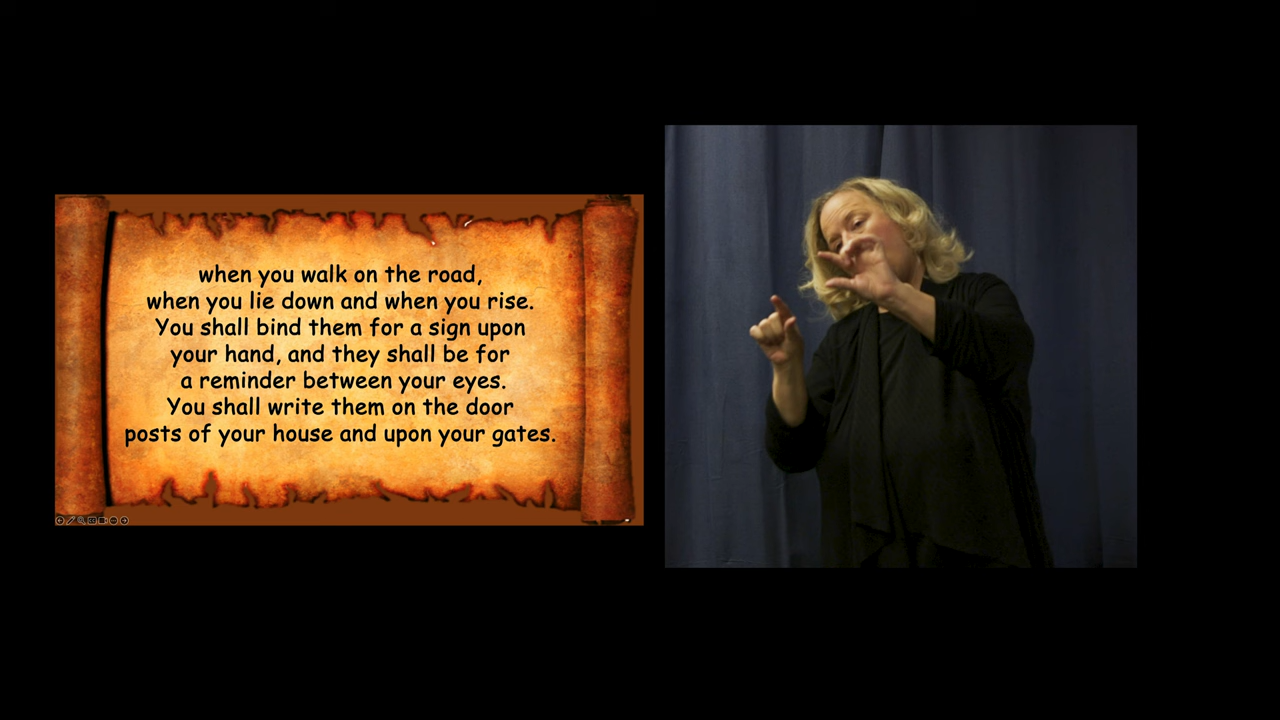 when you walk on the road,
when you lie down and when you rise.
You shall bind them for a sign upon
your hand, and they shall be for
a reminder between your eyes.
You shall write them on the door
posts of your house and upon your gates.